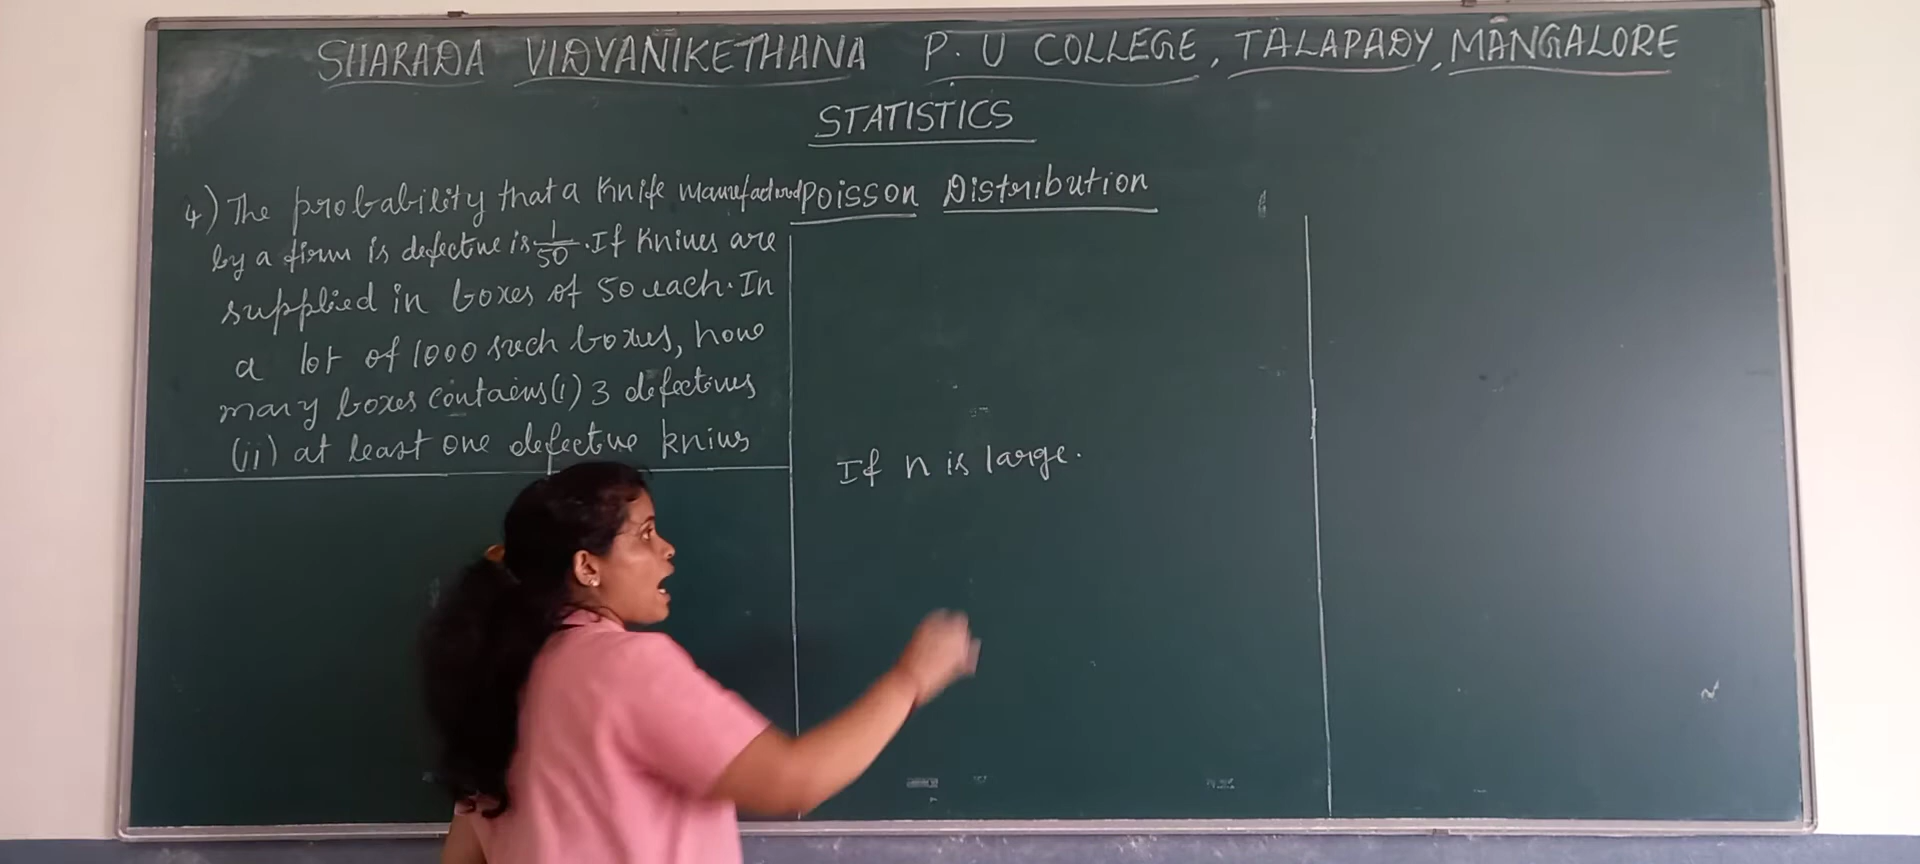 SHARADA VIDYANIKETHANA P. U COLLEGE, TALAPADY, MANGALORE
STATISTICS
Poisson Distribution
4) The probability that a knife manufactured
by a firm is defective is 1/50. If Knives are
supplied in boxes of 50 each. In
a lot of 1000 such boxes, how
many boxes contains (i) 3 defectives
(ii) at least one defective knives
If n is large.